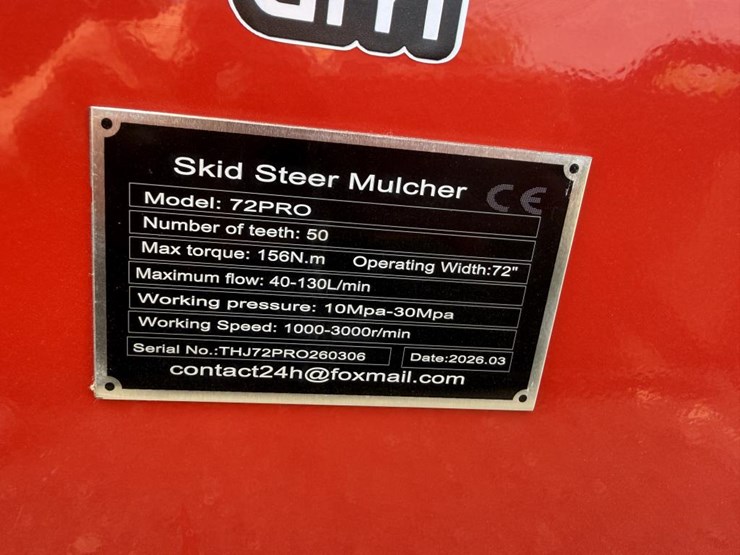 Skid Steer Mulcher CE
Model: 72PRO
Number of teeth: 50
Max torque: 156N.m Operating Width:72"
Maximum flow: 40-130L/min
Working pressure: 10Mpa-30Mpa
Working Speed: 1000-3000r/min
Serial No.:THJ72PRO260306 Date:2026.03
contact24h@foxmail.com